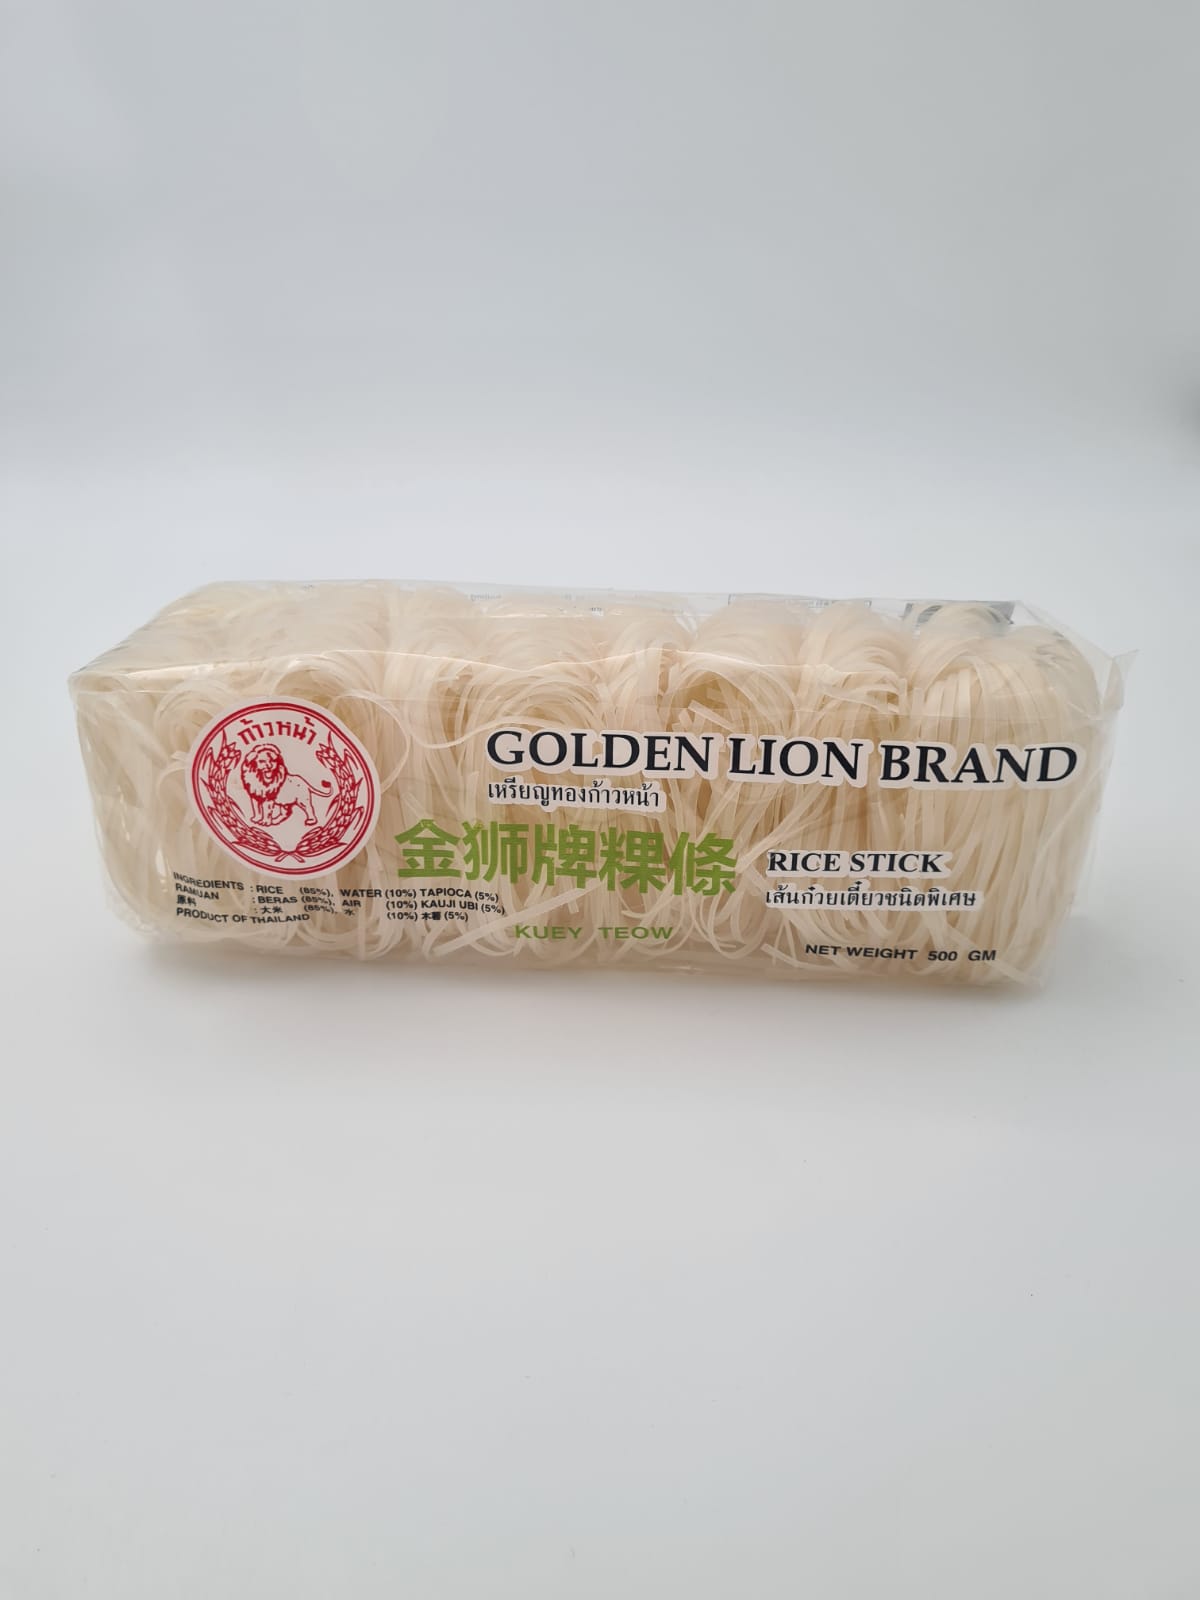 ก้าวหน้า
GOLDEN LION BRAND
เหรียญทองก้าวหน้า
金狮牌粿條
RICE STICK
เส้นก๋วยเตี๋ยวชนิดพิเศษ
KUEY TEOW
NET WEIGHT 500 GM
INGREDIENTS : RICE (85%), WATER (10%) TAPIOCA (5%)
RAMUAN : BERAS (85%), AIR (10%) KAUJI UBI (5%)
原料 : 大米 (85%), 水 (10%) 木薯 (5%)
PRODUCT OF THAILAND